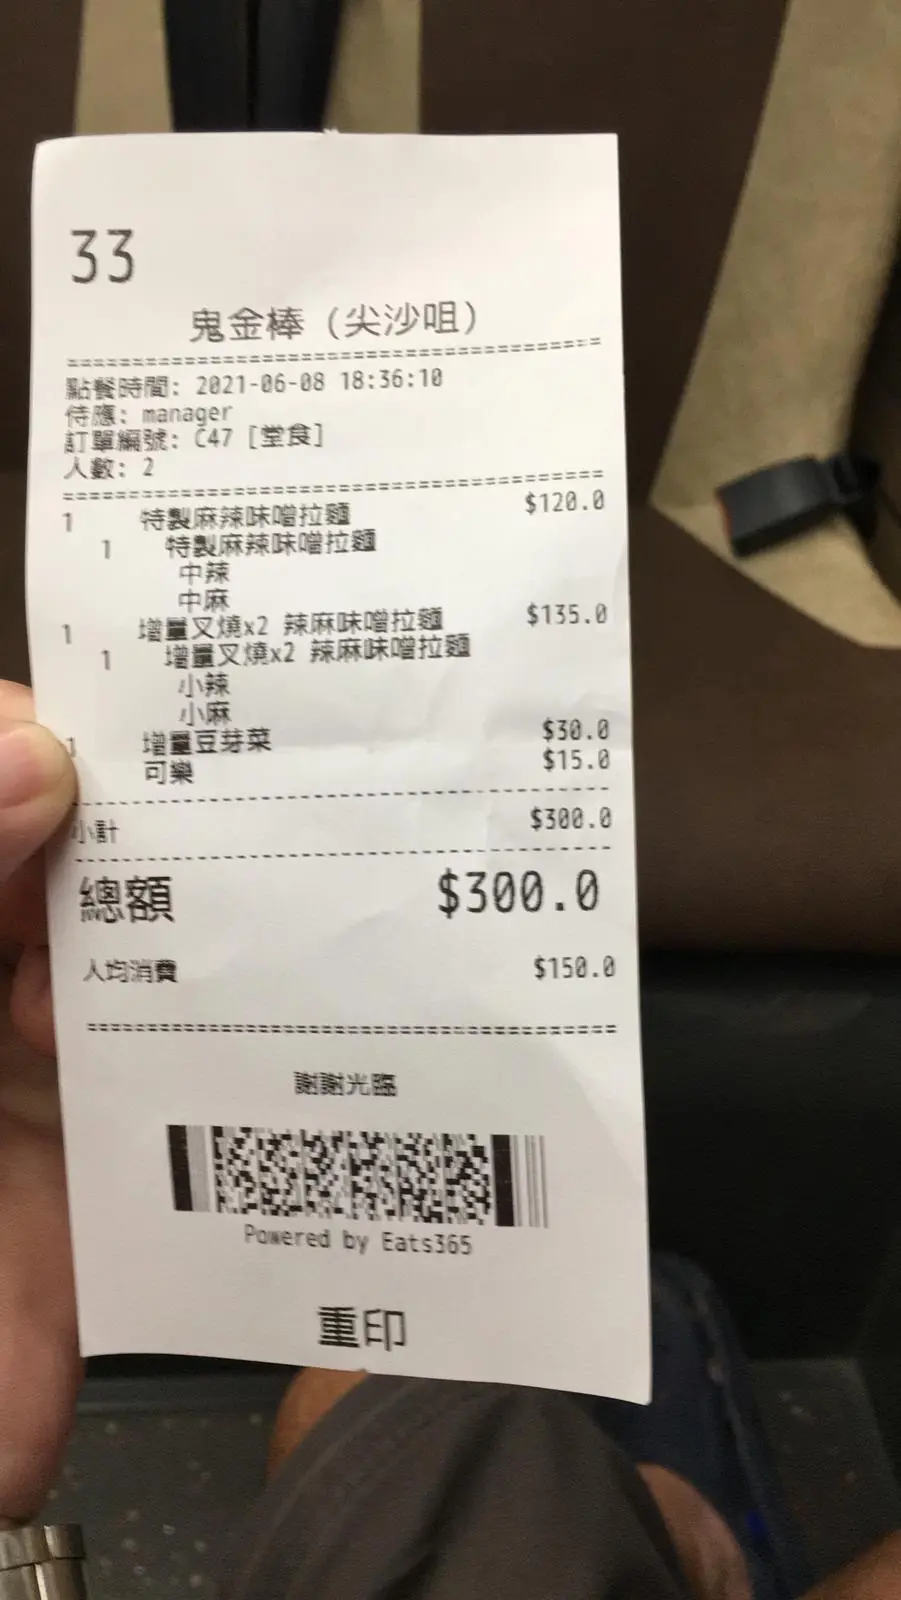 33
鬼金棒 (尖沙咀)
點餐時間: 2021-06-08 18:36:10
侍應: manager
訂單編號: C47 [堂食]
人數: 2
1 特製麻辣味噌拉麵 $120.0
1 特製麻辣味噌拉麵
中辣
中麻
1 增量叉燒x2 辣麻味噌拉麵 $135.0
1 增量叉燒x2 辣麻味噌拉麵
小辣
小麻
1 增量豆芽菜 $30.0
可樂 $15.0
小計 $300.0
總額 $300.0
人均消費 $150.0
謝謝光臨
Powered by Eats365
重印